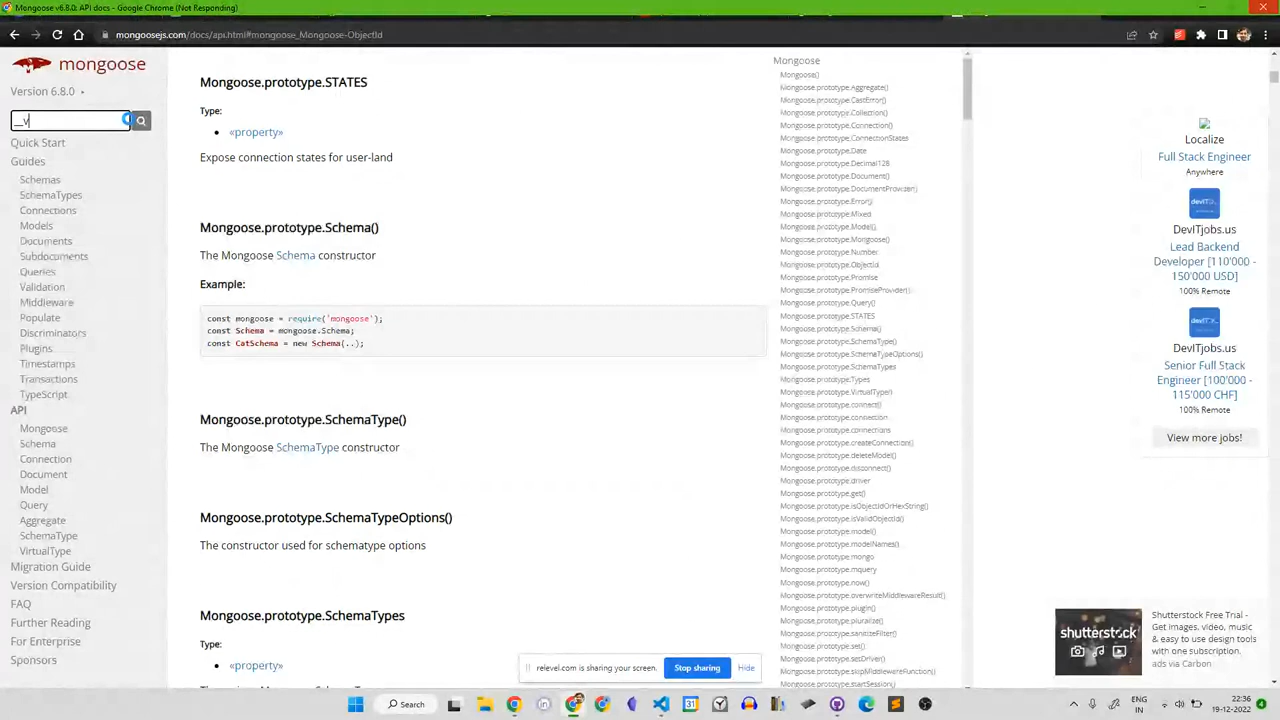 Mongoose v6.8.0: API docs - Google Chrome (Not Responding)
mongoosejs.com/docs/api.html#mongoose_Mongoose-ObjectId
mongoose
Version 6.8.0
__v
Quick Start
Guides
Schemas
SchemaTypes
Connections
Models
Documents
Subdocuments
Queries
Validation
Middleware
Populate
Discriminators
Plugins
Timestamps
Transactions
TypeScript
API
Mongoose
Schema
Connection
Document
Model
Query
Aggregate
SchemaType
VirtualType
Migration Guide
Version Compatibility
FAQ
Further Reading
For Enterprise
Sponsors
Mongoose.prototype.STATES
Type:
• «property»
Expose connection states for user-land
Mongoose.prototype.Schema()
The Mongoose Schema constructor
Example:
const mongoose = require('mongoose');
const Schema = mongoose.Schema;
const CatSchema = new Schema(..);
Mongoose.prototype.SchemaType()
The Mongoose SchemaType constructor
Mongoose.prototype.SchemaTypeOptions()
The constructor used for schematype options
Mongoose.prototype.SchemaTypes
Type:
• «property»
Mongoose
Mongoose()
Mongoose.prototype.Aggregate()
Mongoose.prototype.CastError()
Mongoose.prototype.Collection()
Mongoose.prototype.Connection()
Mongoose.prototype.ConnectionStates
Mongoose.prototype.Date
Mongoose.prototype.Decimal128
Mongoose.prototype.Document()
Mongoose.prototype.DocumentProvider()
Mongoose.prototype.Error()
Mongoose.prototype.Mixed
Mongoose.prototype.Model()
Mongoose.prototype.Mongoose()
Mongoose.prototype.Number
Mongoose.prototype.ObjectId
Mongoose.prototype.Promise
Mongoose.prototype.PromiseProvider()
Mongoose.prototype.Query()
Mongoose.prototype.STATES
Mongoose.prototype.Schema()
Mongoose.prototype.SchemaType()
Mongoose.prototype.SchemaTypeOptions()
Mongoose.prototype.SchemaTypes
Mongoose.prototype.Types
Mongoose.prototype.VirtualType()
Mongoose.prototype.connect()
Mongoose.prototype.connection
Mongoose.prototype.connections
Mongoose.prototype.createConnection()
Mongoose.prototype.deleteModel()
Mongoose.prototype.disconnect()
Mongoose.prototype.driver
Mongoose.prototype.get()
Mongoose.prototype.isObjectIdOrHexString()
Mongoose.prototype.isValidObjectId()
Mongoose.prototype.model()
Mongoose.prototype.modelNames()
Mongoose.prototype.mongo
Mongoose.prototype.mquery
Mongoose.prototype.now()
Mongoose.prototype.overwriteMiddlewareResult()
Mongoose.prototype.plugin()
Mongoose.prototype.pluralize()
Mongoose.prototype.sanitizeFilter()
Mongoose.prototype.set()
Mongoose.prototype.setDriver()
Mongoose.prototype.skipMiddlewareFunction()
Mongoose.prototype.startSession()
Localize
Full Stack Engineer
Anywhere
devITJ
DevITjobs.us
Lead Backend
Developer [110'000 -
150'000 USD]
100% Remote
devITJ
DevITjobs.us
Senior Full Stack
Engineer [100'000 -
115'000 CHF]
100% Remote
View more jobs!
shutterstock
Shutterstock Free Trial -
Get images, video, music
& easy to use design tools
with one subscription.
ads via Carbon
relevel.com is sharing your screen.
Stop sharing
Hide
Search
ENG
IN
22:36
19-12-2022